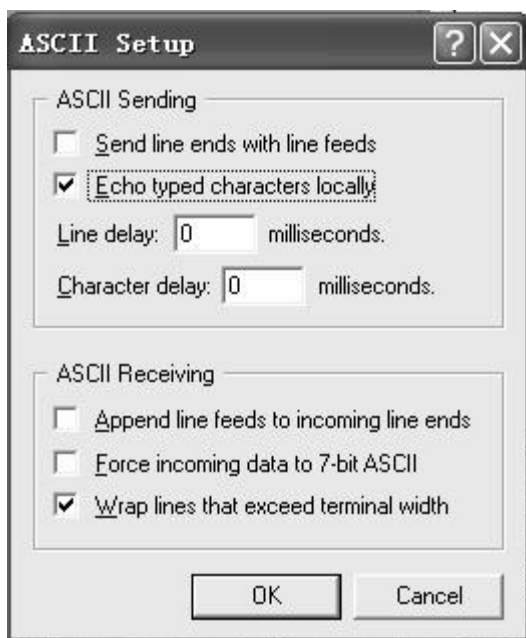 ASCII Setup
ASCII Sending
Send line ends with line feeds
Echo typed characters locally
Line delay: 0 milliseconds.
Character delay: 0 milliseconds.
ASCII Receiving
Append line feeds to incoming line ends
Force incoming data to 7-bit ASCII
Wrap lines that exceed terminal width
OK Cancel